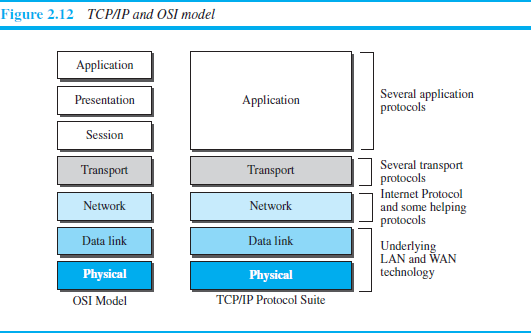 Figure 2.12 TCP/IP and OSI model
Application
Presentation
Session
Transport
Network
Data link
Physical
OSI Model
Application
Transport
Network
Data link
Physical
TCP/IP Protocol Suite
Several application
protocols
Several transport
protocols
Internet Protocol
and some helping
protocols
Underlying
LAN and WAN
technology